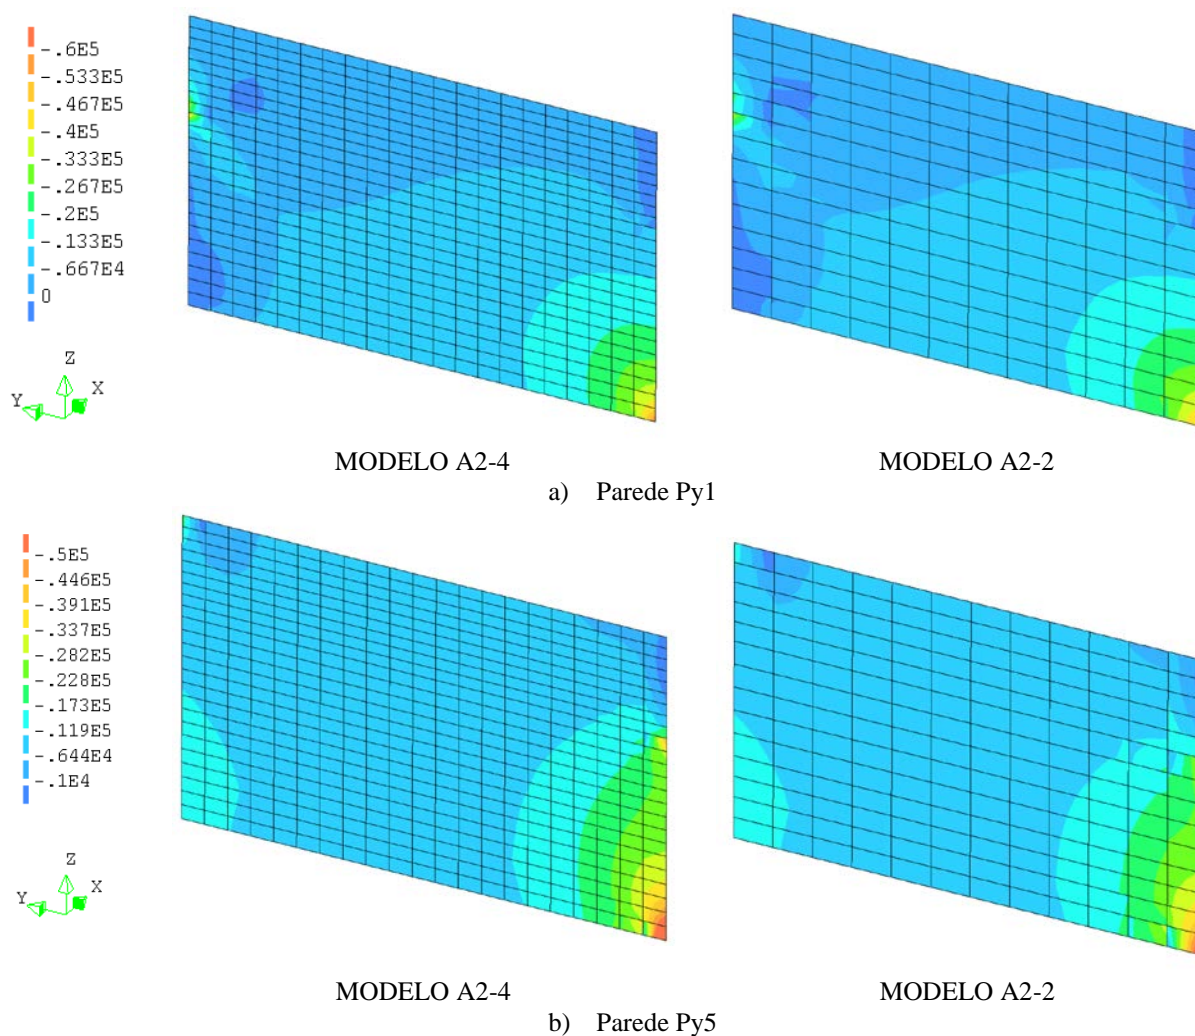 -.6E5
-.533E5
-.467E5
-.4E5
-.333E5
-.267E5
-.2E5
-.133E5
-.667E4
0
Z
Y X
MODELO A2-4 MODELO A2-2
a) Parede Py1
-.5E5
-.446E5
-.391E5
-.337E5
-.282E5
-.228E5
-.173E5
-.119E5
-.644E4
-.1E4
Z
Y X
MODELO A2-4 MODELO A2-2
b) Parede Py5